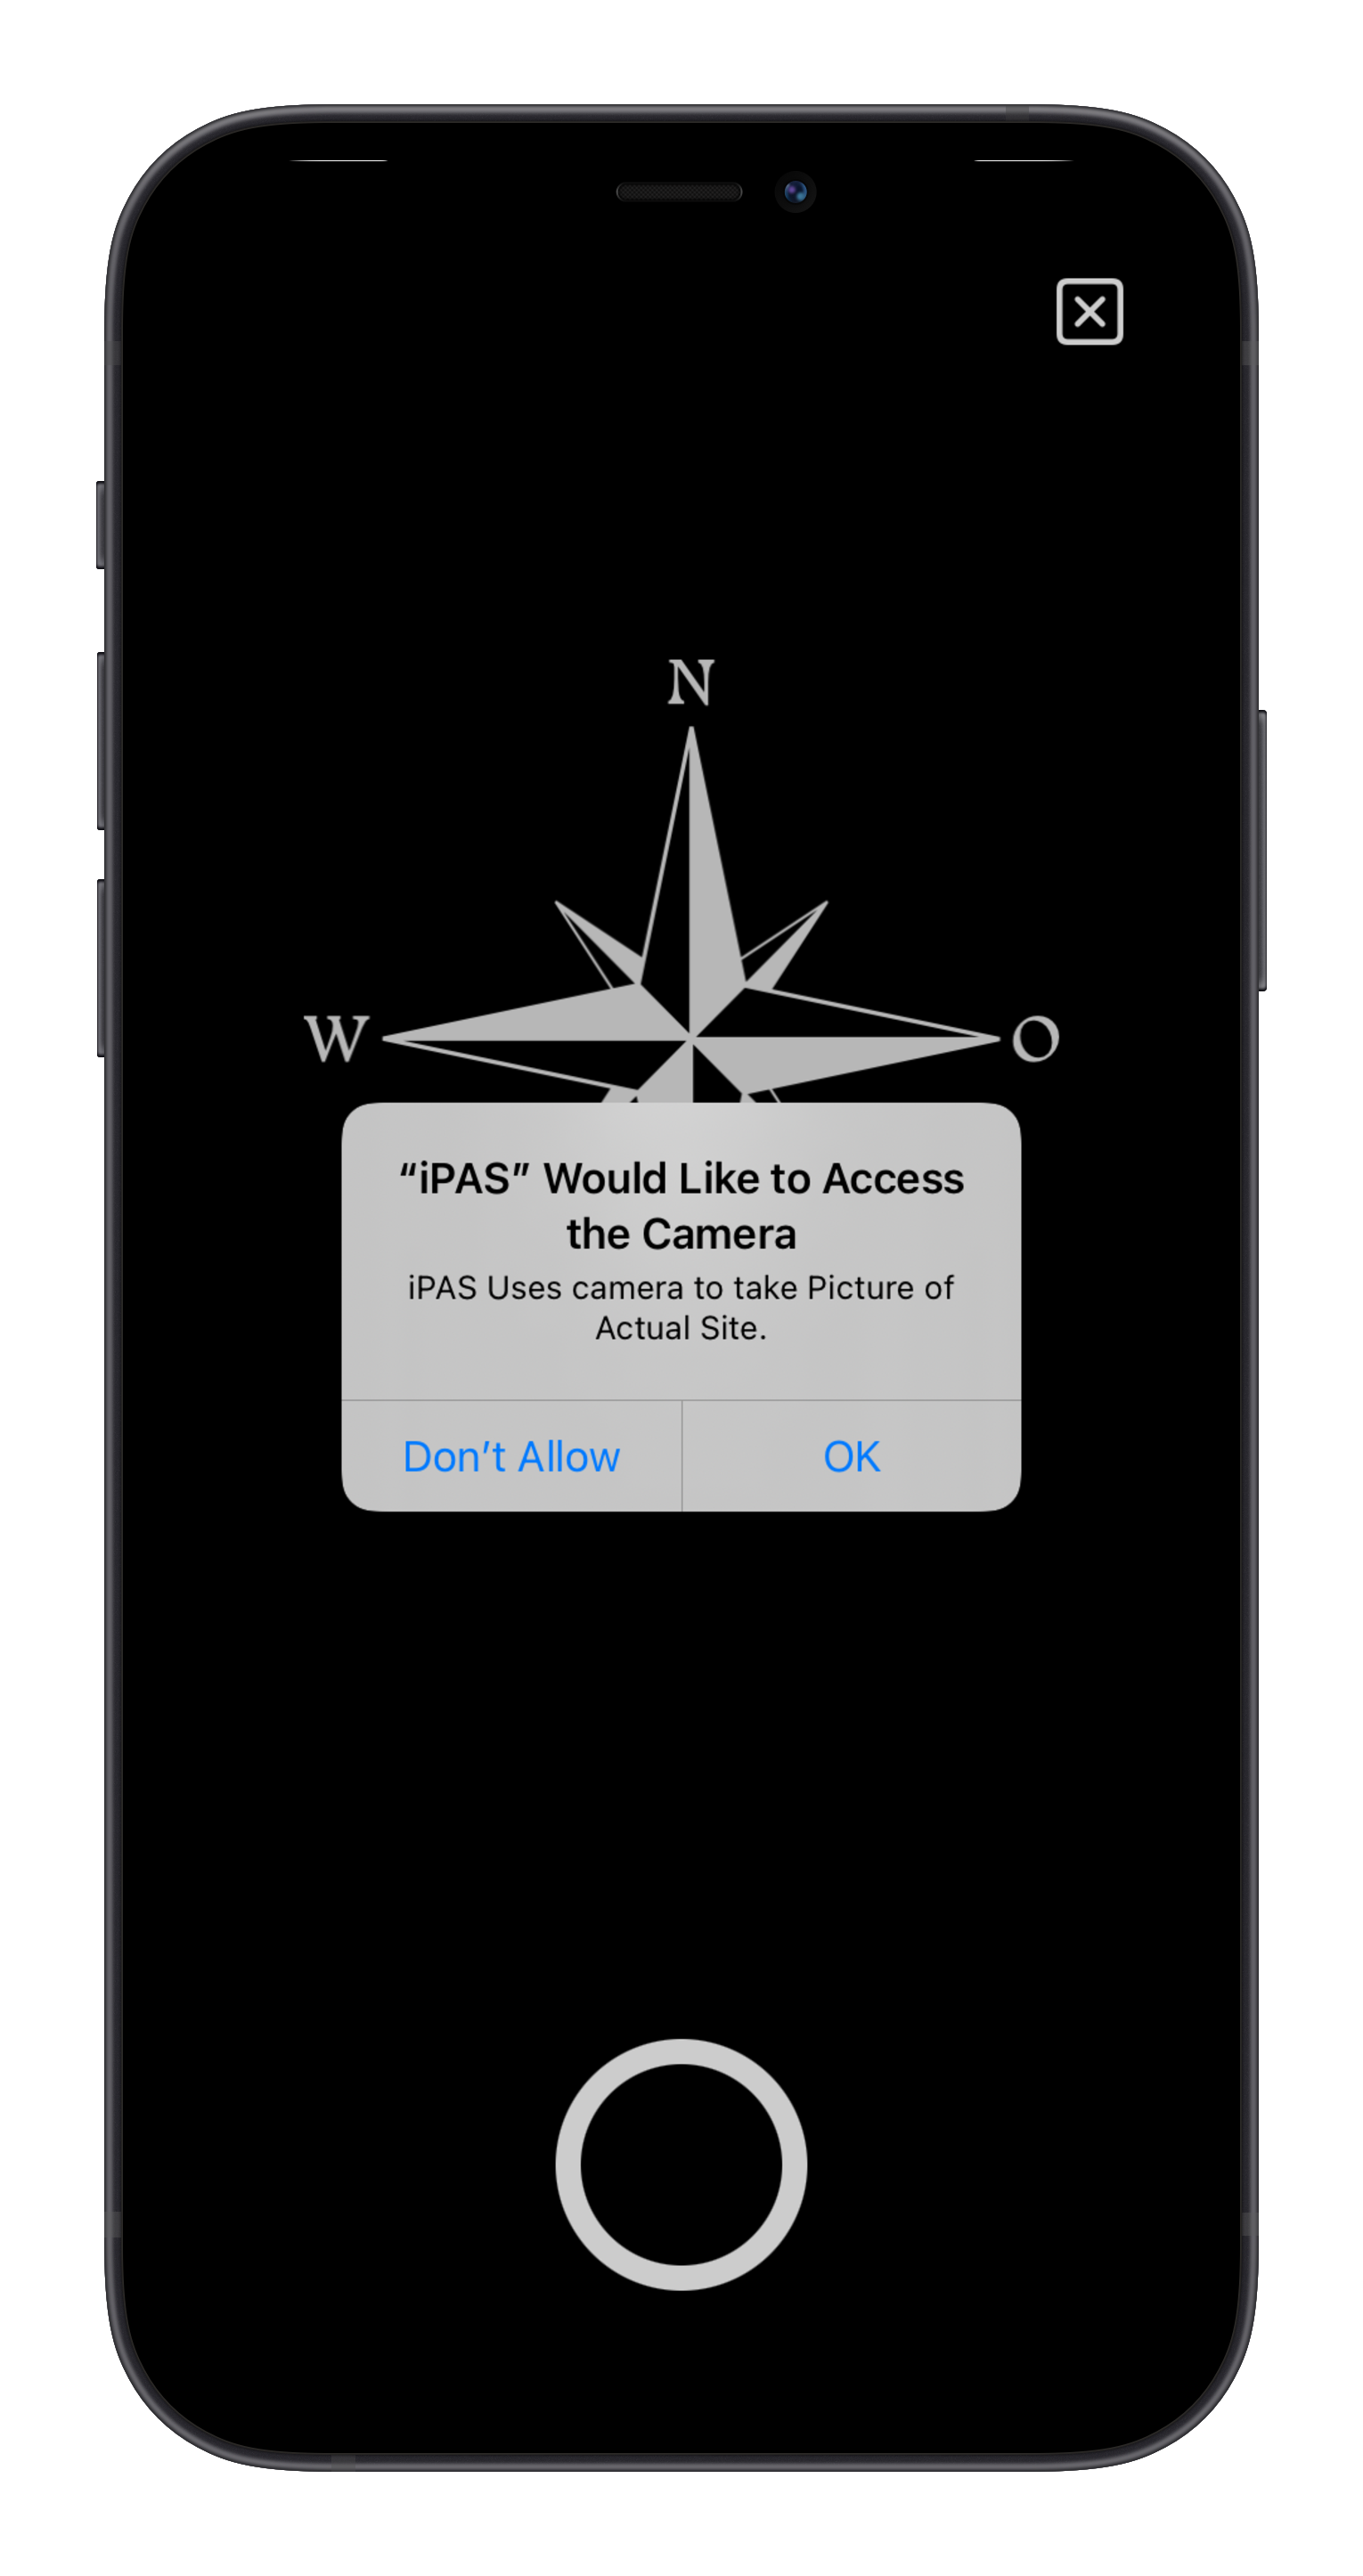 N
W
O
“iPAS” Would Like to Access
the Camera
iPAS Uses camera to take Picture of
Actual Site.
Don’t Allow
OK